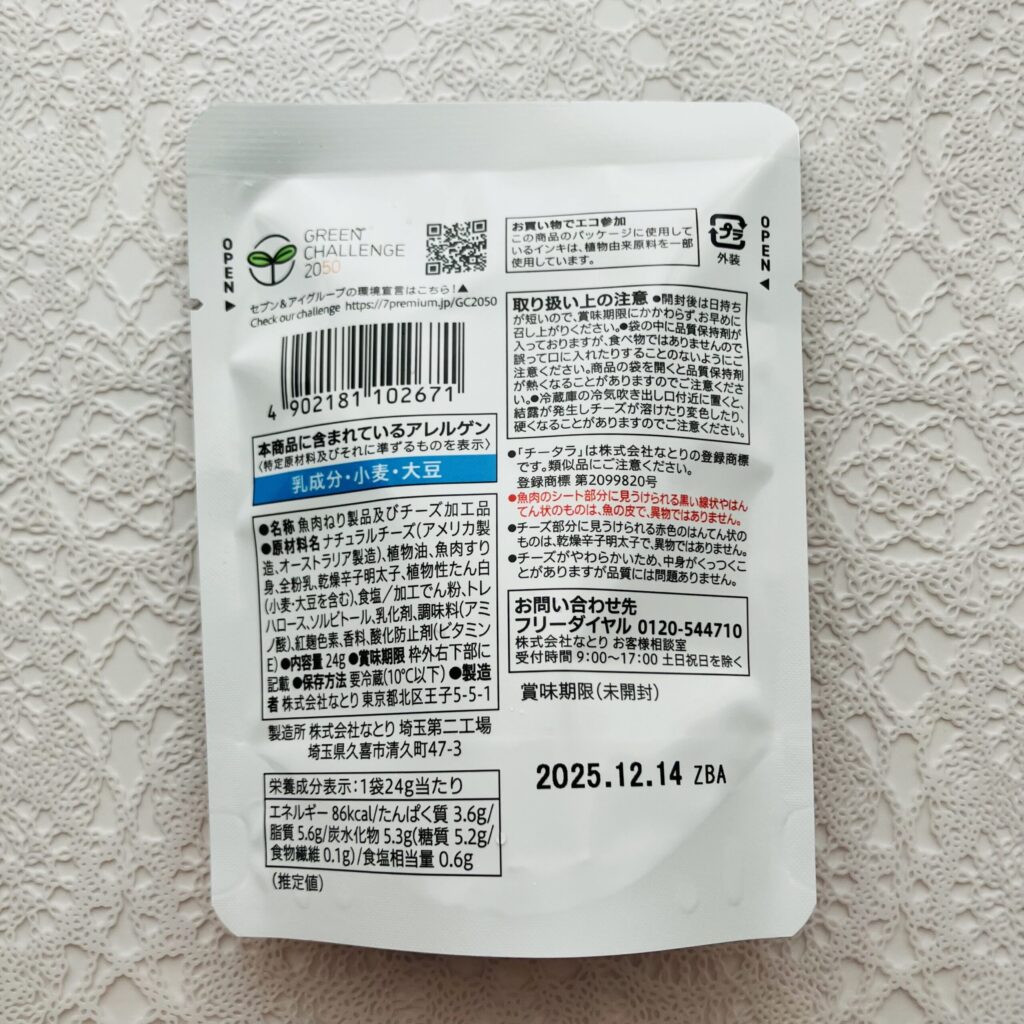 OPEN
GREEN
CHALLENGE
2050
セブン&アイグループの環境宣言はこちら!▲
Check our challenge https://7premium.jp/GC2050
4 902181 102671
本商品に含まれているアレルゲン
〈特定原材料及びそれに準ずるものを表示〉
乳成分・小麦・大豆
●名称 魚肉ねり製品及びチーズ加工品
●原材料名 ナチュラルチーズ(アメリカ製
造、オーストラリア製造)、植物油、魚肉すり
身、全粉乳、乾燥辛子明太子、植物性たん白
(小麦・大豆を含む)、食塩/加工でん粉、トレ
ハロース、ソルビトール、乳化剤、調味料(アミ
ノ酸)、紅麹色素、香料、酸化防止剤(ビタミン
E) ●内容量 24g ●賞味期限 枠外右下部に
記載 ●保存方法 要冷蔵(10℃以下) ●製造
者 株式会社なとり 東京都北区王子5-5-1
製造所 株式会社なとり 埼玉第二工場
埼玉県久喜市清久町47-3
栄養成分表示:1袋24g当たり
エネルギー 86kcal/たんぱく質 3.6g/
脂質 5.6g/炭水化物 5.3g(糖質 5.2g/
食物繊維 0.1g)/食塩相当量 0.6g
(推定値)
お買い物でエコ参加
この商品のパッケージに使用して
いるインキは、植物由来原料を一部
使用しています。
プラ
外装
OPEN
取り扱い上の注意 ●開封後は日持ち
が短いので、賞味期限にかかわらず、お早めに
召し上がりください。●袋の中に品質保持剤が
入っておりますが、食べ物ではありませんので
誤って口に入れたりすることのないようにご
注意ください。商品の袋を開くと品質保持剤
が熱くなることがありますのでご注意くださ
い。●冷蔵庫の冷気吹き出し口付近に置くと、
結露が発生しチーズが溶けたり変色したり、
硬くなることがありますのでご注意ください。
●「チータラ」は株式会社なとりの登録商標
です。類似品にご注意ください。
登録商標 第2099820号
●魚肉のシート部分に見うけられる黒い線状やはん
てん状のものは、魚の皮で、異物ではありません。
●チーズ部分に見うけられる赤色のはんてん状の
ものは、乾燥辛子明太子で、異物ではありません。
●チーズがやわらかいため、中身がくっつくこ
とがありますが品質には問題ありません。
お問い合わせ先
フリーダイヤル 0120-544710
株式会社なとり お客様相談室
受付時間 9:00〜17:00 土日祝日を除く
賞味期限(未開封)
2025.12.14 ZBA